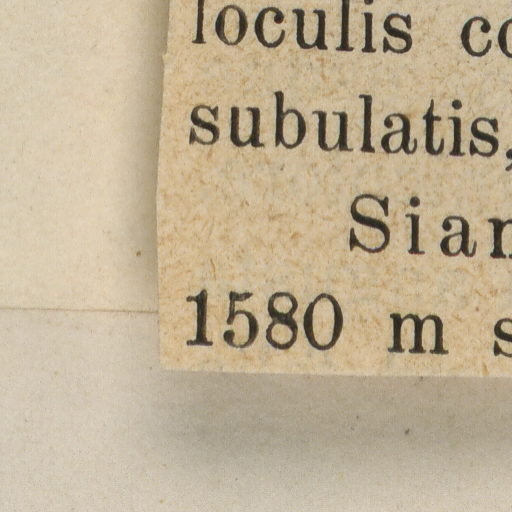 loculis co
subulatis,
Sian
1580 m s